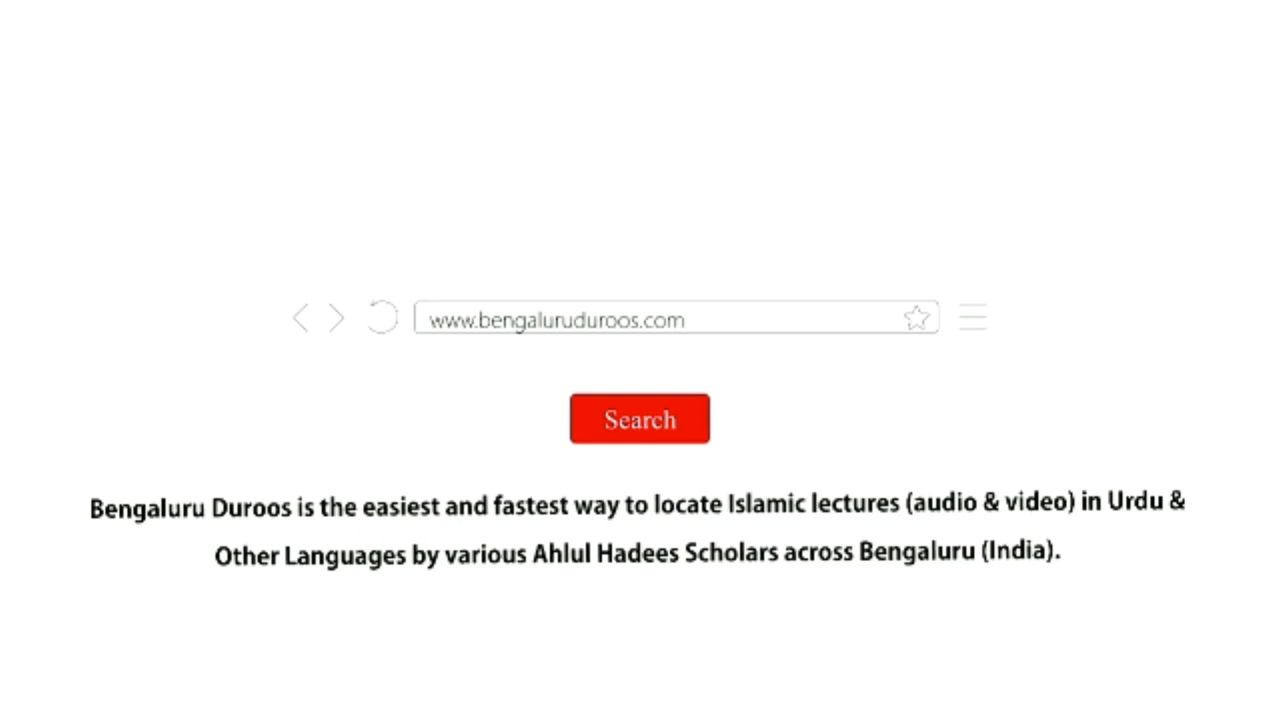 www.bengaluruduroos.com
Search
Bengaluru Duroos is the easiest and fastest way to locate Islamic lectures (audio & video) in Urdu &
Other Languages by various Ahlul Hadees Scholars across Bengaluru (India).